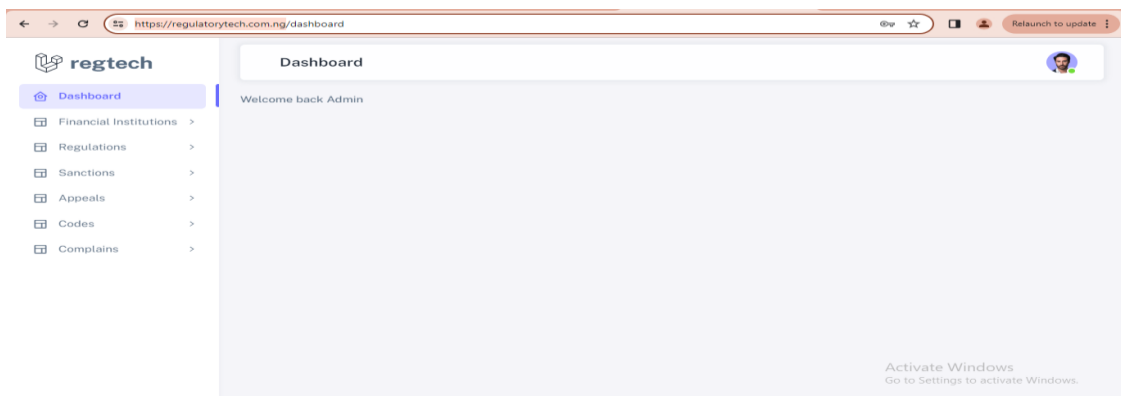 https://regulatorytech.com.ng/dashboard
Relaunch to update
regtech
Dashboard
Dashboard
Welcome back Admin
Financial Institutions >
Regulations >
Sanctions >
Appeals >
Codes >
Complains >
Activate Windows
Go to Settings to activate Windows.